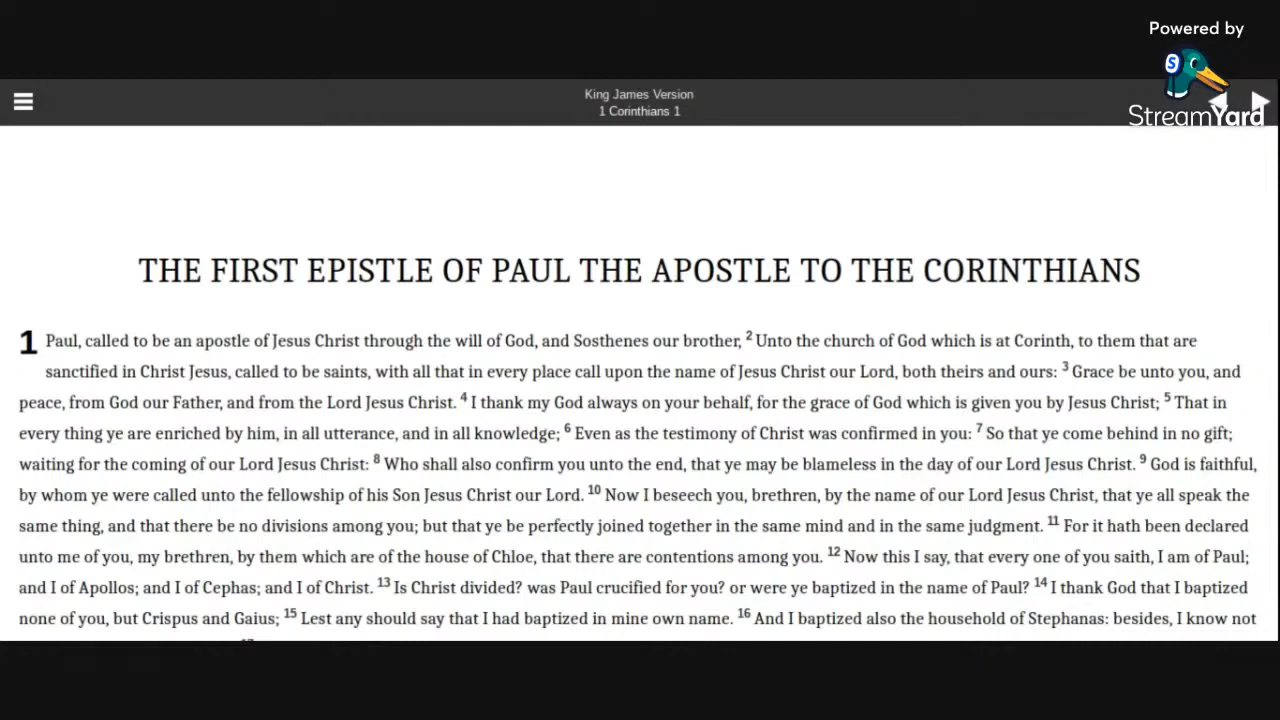 Powered by
StreamYard
King James Version
1 Corinthians 1
THE FIRST EPISTLE OF PAUL THE APOSTLE TO THE CORINTHIANS
1 Paul, called to be an apostle of Jesus Christ through the will of God, and Sosthenes our brother, 2 Unto the church of God which is at Corinth, to them that are
sanctified in Christ Jesus, called to be saints, with all that in every place call upon the name of Jesus Christ our Lord, both theirs and ours: 3 Grace be unto you, and
peace, from God our Father, and from the Lord Jesus Christ. 4 I thank my God always on your behalf, for the grace of God which is given you by Jesus Christ; 5 That in
every thing ye are enriched by him, in all utterance, and in all knowledge; 6 Even as the testimony of Christ was confirmed in you: 7 So that ye come behind in no gift;
waiting for the coming of our Lord Jesus Christ: 8 Who shall also confirm you unto the end, that ye may be blameless in the day of our Lord Jesus Christ. 9 God is faithful,
by whom ye were called unto the fellowship of his Son Jesus Christ our Lord. 10 Now I beseech you, brethren, by the name of our Lord Jesus Christ, that ye all speak the
same thing, and that there be no divisions among you; but that ye be perfectly joined together in the same mind and in the same judgment. 11 For it hath been declared
unto me of you, my brethren, by them which are of the house of Chloe, that there are contentions among you. 12 Now this I say, that every one of you saith, I am of Paul;
and I of Apollos; and I of Cephas; and I of Christ. 13 Is Christ divided? was Paul crucified for you? or were ye baptized in the name of Paul? 14 I thank God that I baptized
none of you, but Crispus and Gaius; 15 Lest any should say that I had baptized in mine own name. 16 And I baptized also the household of Stephanas: besides, I know not